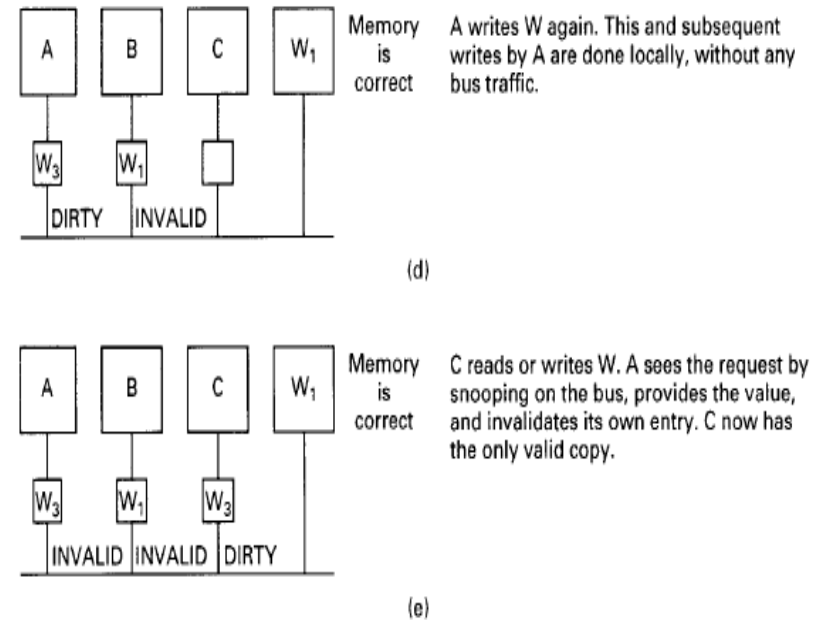 A B C W₁ Memory is correct
A writes W again. This and subsequent
writes by A are done locally, without any
bus traffic.
W₃ W₁
DIRTY INVALID
(d)
A B C W₁ Memory is correct
C reads or writes W. A sees the request by
snooping on the bus, provides the value,
and invalidates its own entry. C now has
the only valid copy.
W₃ W₁ W₃
INVALID INVALID DIRTY
(e)